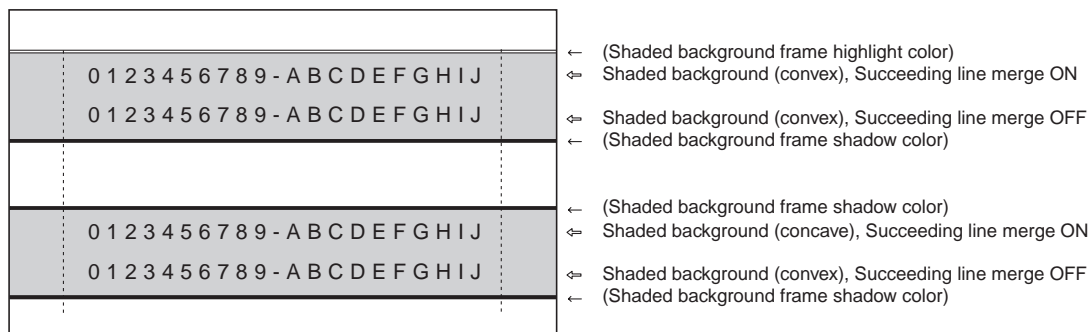 ← (Shaded background frame highlight color)
0 1 2 3 4 5 6 7 8 9 - A B C D E F G H I J ⇦ Shaded background (convex), Succeeding line merge ON
0 1 2 3 4 5 6 7 8 9 - A B C D E F G H I J ⇦ Shaded background (convex), Succeeding line merge OFF
← (Shaded background frame shadow color)
← (Shaded background frame shadow color)
0 1 2 3 4 5 6 7 8 9 - A B C D E F G H I J ⇦ Shaded background (concave), Succeeding line merge ON
0 1 2 3 4 5 6 7 8 9 - A B C D E F G H I J ⇦ Shaded background (convex), Succeeding line merge OFF
← (Shaded background frame shadow color)